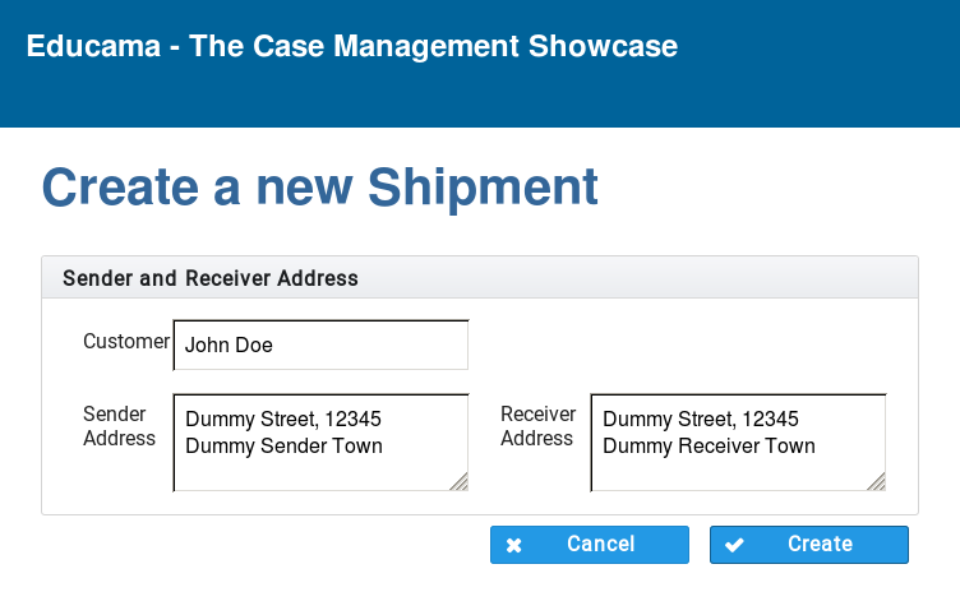 Educama - The Case Management Showcase
Create a new Shipment
Sender and Receiver Address
Customer John Doe
Sender Address
Dummy Street, 12345
Dummy Sender Town
Receiver Address
Dummy Street, 12345
Dummy Receiver Town
Cancel Create